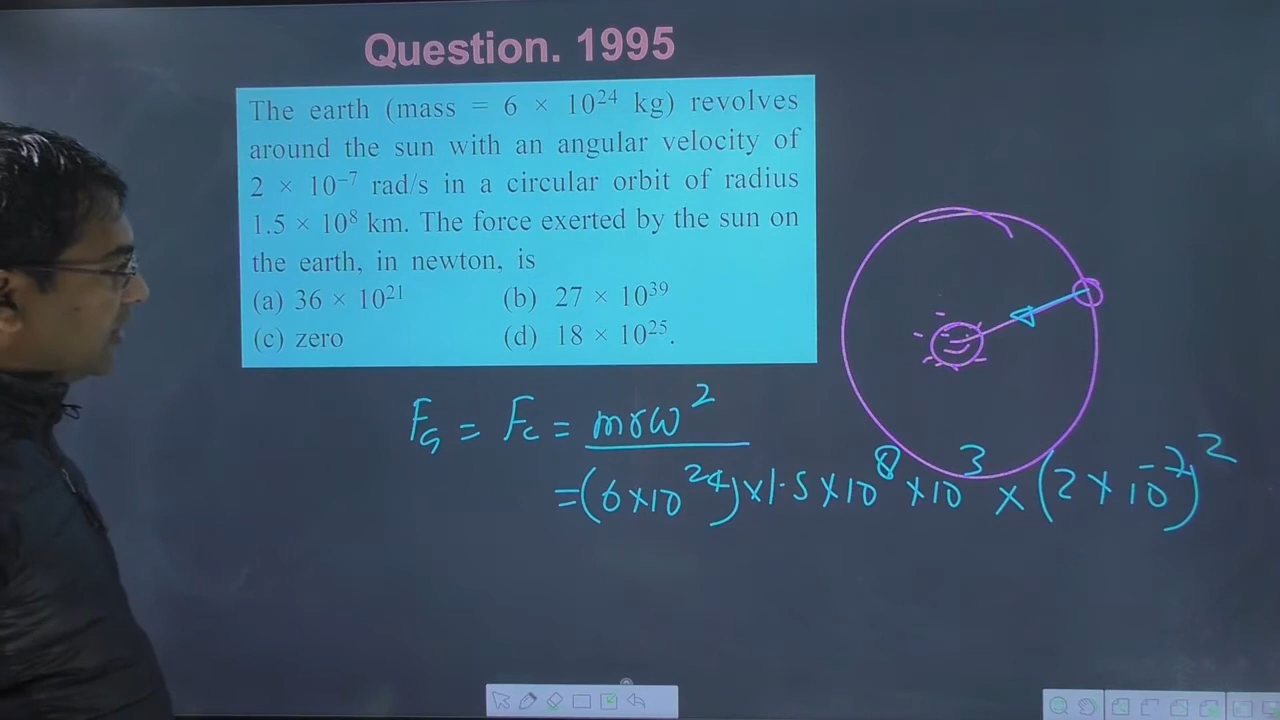 Question. 1995
The earth (mass = 6 × 10²⁴ kg) revolves
around the sun with an angular velocity of
2 × 10⁻⁷ rad/s in a circular orbit of radius
1.5 × 10⁸ km. The force exerted by the sun on
the earth, in newton, is
(a) 36 × 10²¹ (b) 27 × 10³⁹
(c) zero (d) 18 × 10²⁵.
F_G = F_c = mrω²
=(6×10²⁴)×1.5×10⁸×10³×(2×10⁻⁷)²